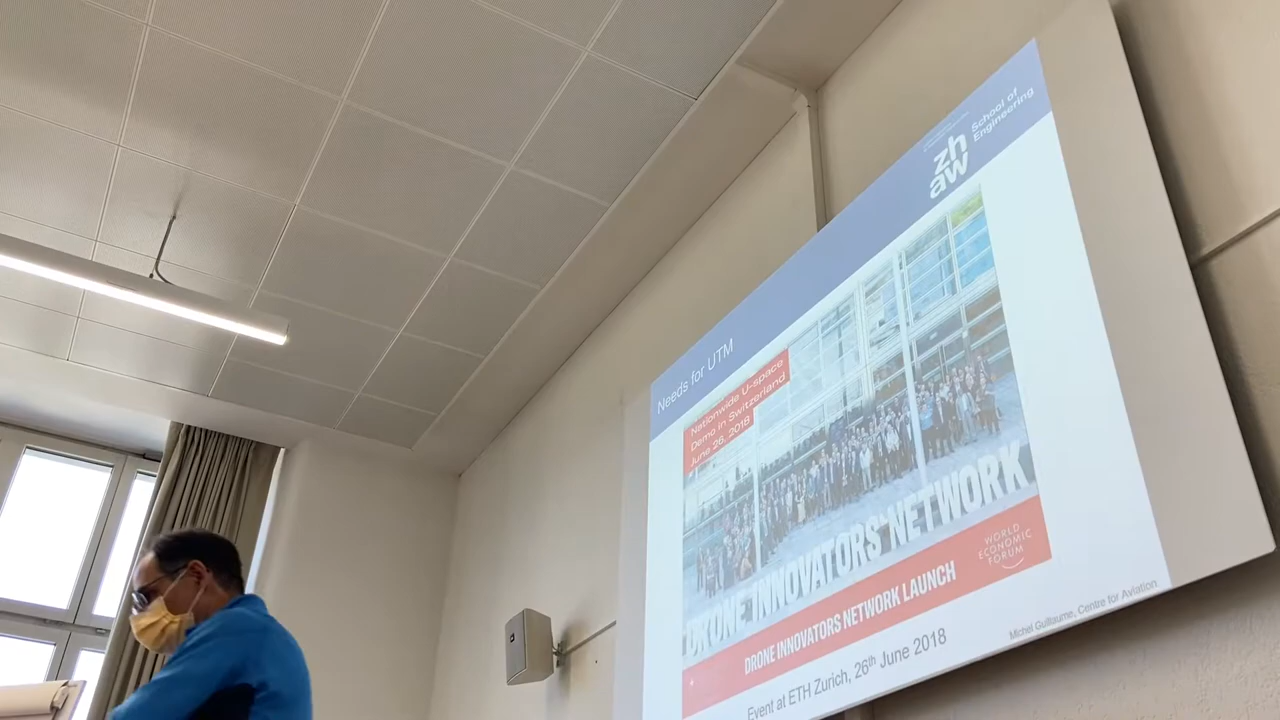 zh
aw
School of
Engineering
Needs for UTM
Nationwide U-space
Demo in Switzerland
June 26, 2018
DRONE INNOVATORS NETWORK
WORLD
ECONOMIC
FORUM
DRONE INNOVATORS NETWORK LAUNCH
Event at ETH Zurich, 26th June 2018
Michel Guillaume, Centre for Aviation